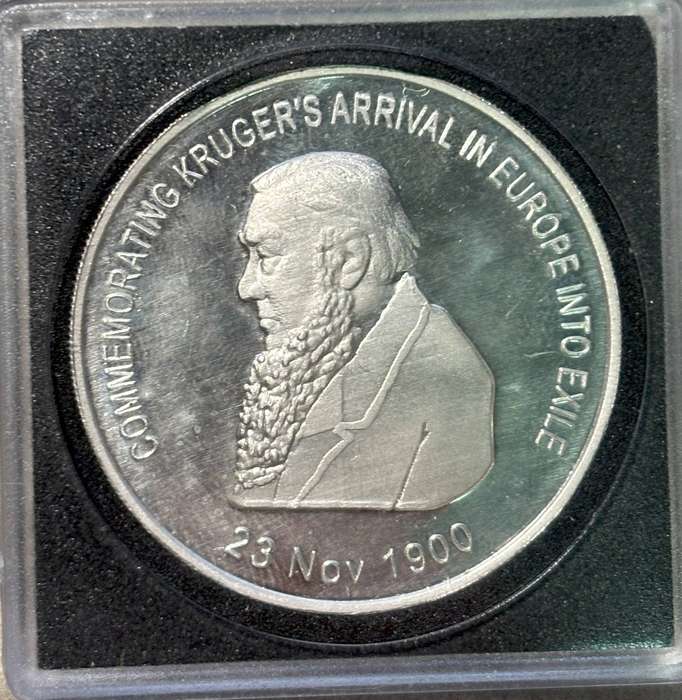 COMMEMORATING KRUGER'S ARRIVAL IN EUROPE INTO EXILE
23 Nov 1900